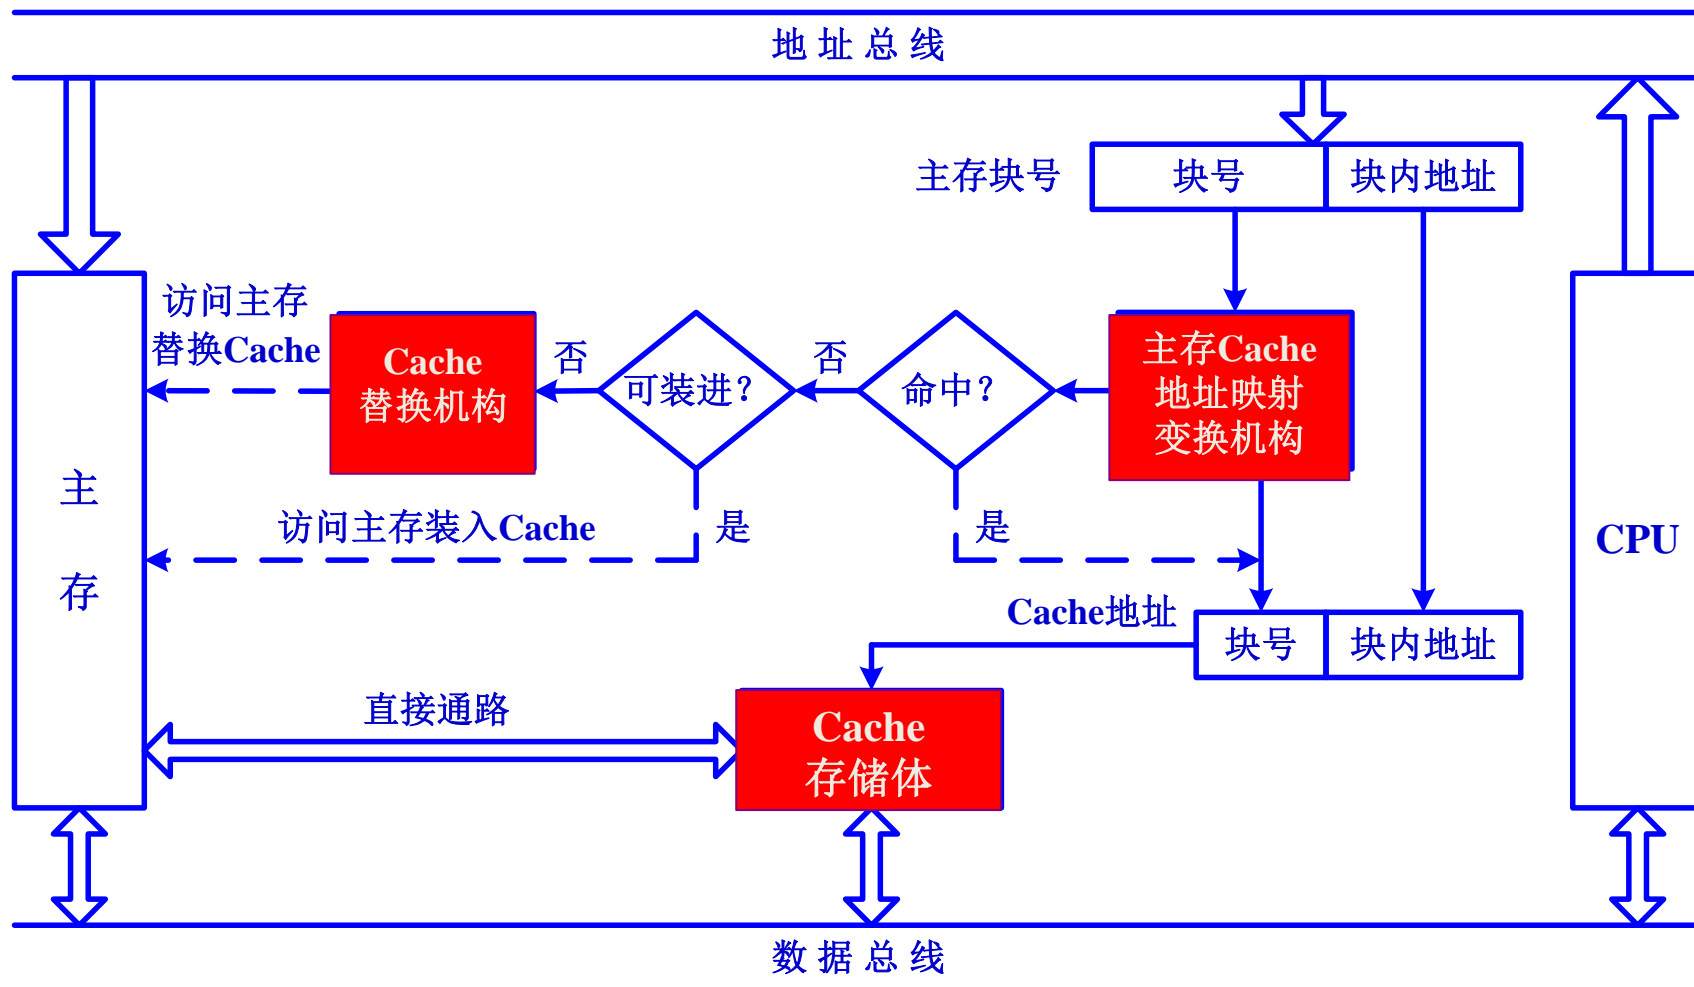 地 址 总 线
主存块号
块号
块内地址
访问主存
替换Cache
Cache
替换机构
否
可装进?
否
命中?
主存Cache
地址映射
变换机构
主
存
访问主存装入Cache
是
是
CPU
Cache地址
块号
块内地址
直接通路
Cache
存储体
数 据 总 线